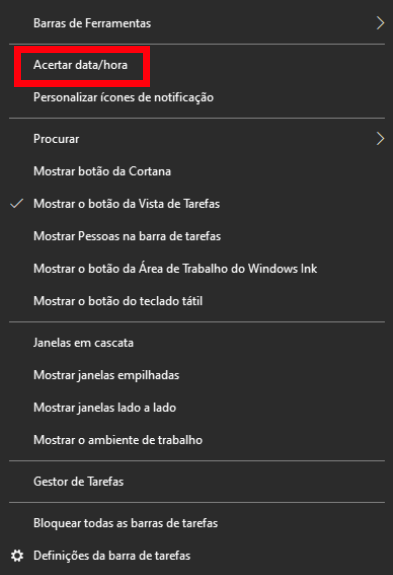 Barras de Ferramentas
Acertar data/hora
Personalizar ícones de notificação
Procurar
Mostrar botão da Cortana
Mostrar o botão da Vista de Tarefas
Mostrar Pessoas na barra de tarefas
Mostrar o botão da Área de Trabalho do Windows Ink
Mostrar o botão do teclado tátil
Janelas em cascata
Mostrar janelas empilhadas
Mostrar janelas lado a lado
Mostrar o ambiente de trabalho
Gestor de Tarefas
Bloquear todas as barras de tarefas
Definições da barra de tarefas